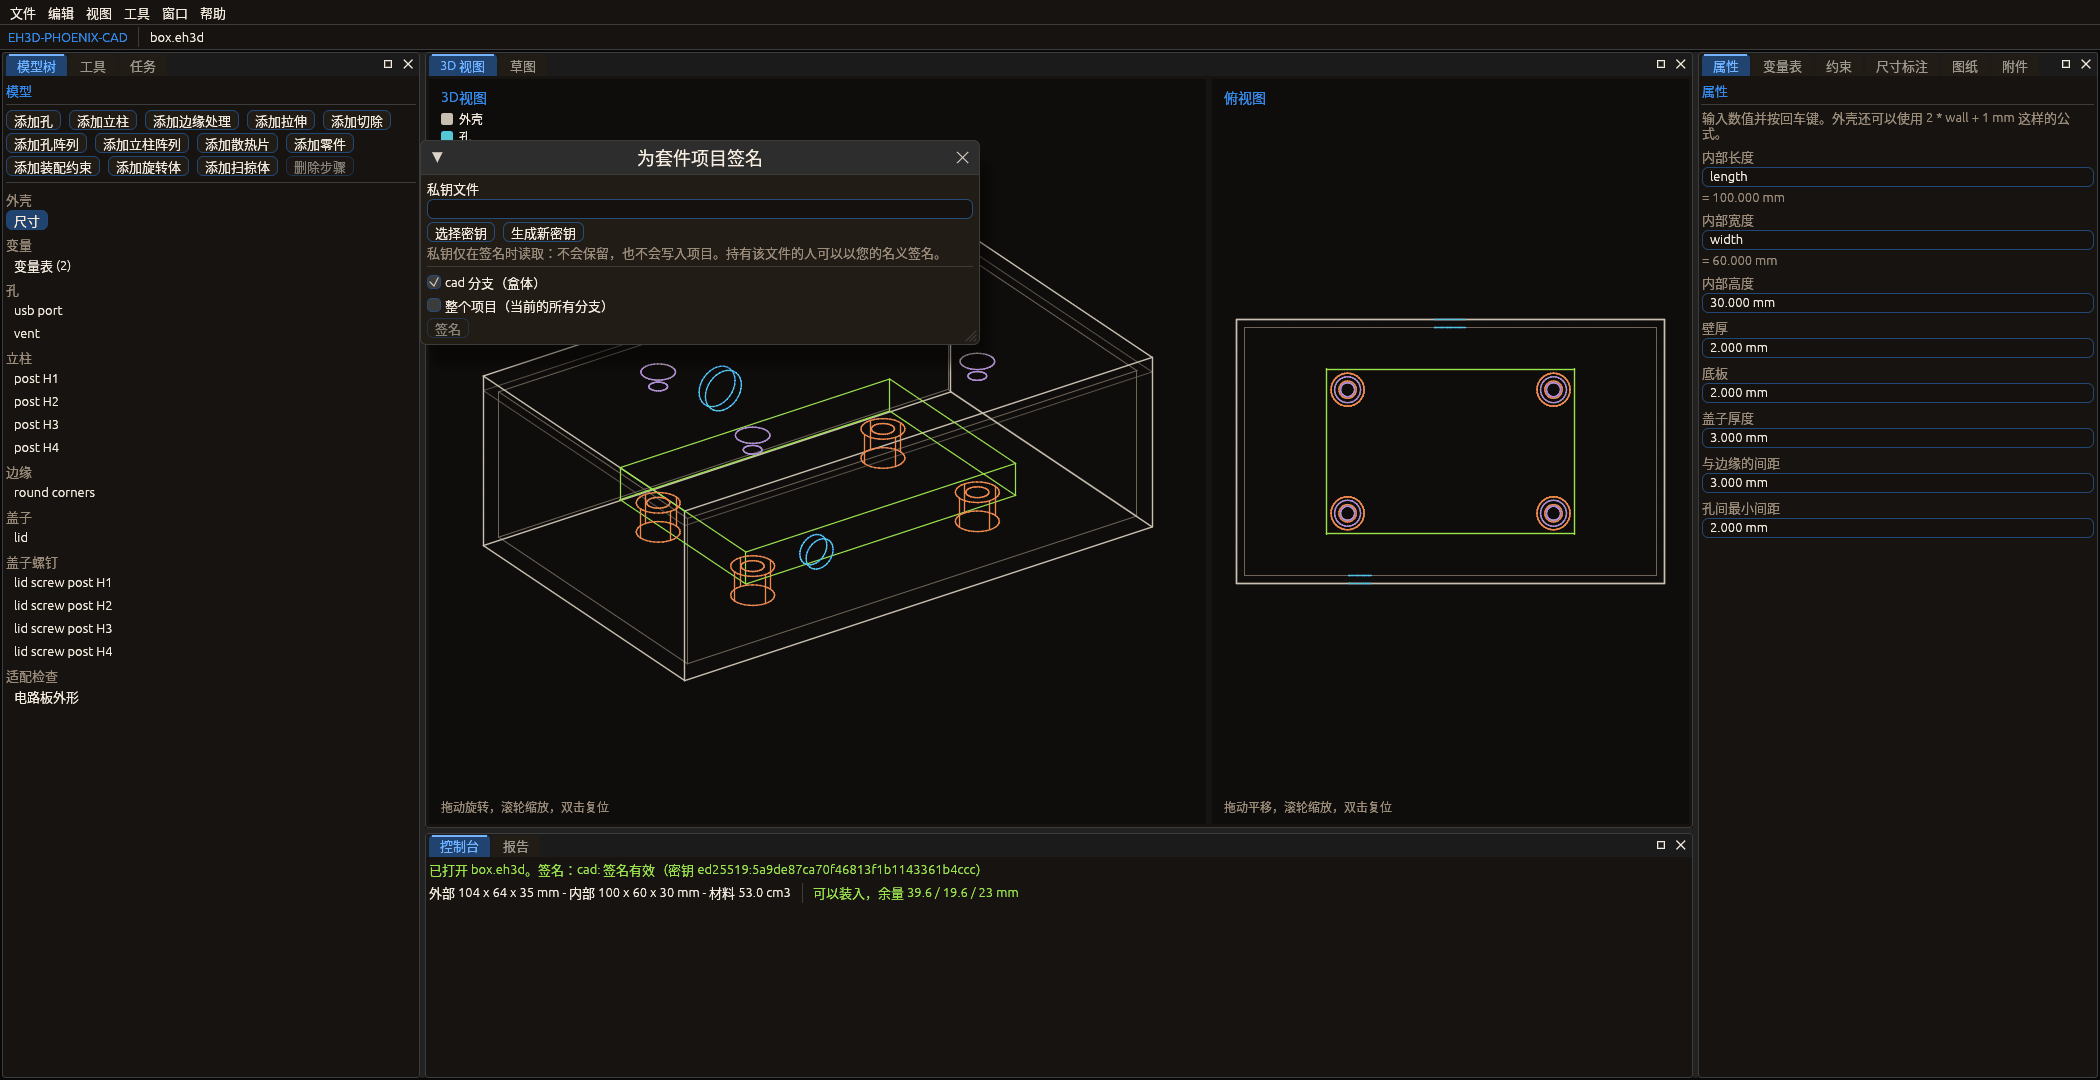 文件 编辑 视图 工具 窗口 帮助
EH3D-PHOENIX-CAD box.eh3d
模型树 工具 任务
模型
添加孔 添加立柱 添加边缘处理 添加拉伸 添加切除
添加孔阵列 添加立柱阵列 添加散热片 添加零件
添加装配约束 添加旋转体 添加扫掠体 删除步骤
外壳
尺寸
变量
变量表 (2)
孔
usb port
vent
立柱
post H1
post H2
post H3
post H4
边缘
round corners
盖子
lid
盖子螺钉
lid screw post H1
lid screw post H2
lid screw post H3
lid screw post H4
适配检查
电路板外形
3D 视图 草图
3D视图
外壳
孔
为套件项目签名
私钥文件
选择密钥 生成新密钥
私钥仅在签名时读取：不会保留，也不会写入项目。持有该文件的人可以以您的名义签名。
cad 分支（盒体）
整个项目（当前的所有分支）
签名
拖动旋转，滚轮缩放，双击复位
俯视图
拖动平移，滚轮缩放，双击复位
控制台 报告
已打开 box.eh3d。签名：cad: 签名有效（密钥 ed25519:5a9de87ca70f46813f1b1143361b4ccc）
外部 104 x 64 x 35 mm - 内部 100 x 60 x 30 mm - 材料 53.0 cm3 可以装入，余量 39.6 / 19.6 / 23 mm
属性 变量表 约束 尺寸标注 图纸 附件
属性
输入数值并按回车键。外壳还可以使用 2 * wall + 1 mm 这样的公
式。
内部长度
length
= 100.000 mm
内部宽度
width
= 60.000 mm
内部高度
30.000 mm
壁厚
2.000 mm
底板
2.000 mm
盖子厚度
3.000 mm
与边缘的间距
3.000 mm
孔间最小间距
2.000 mm